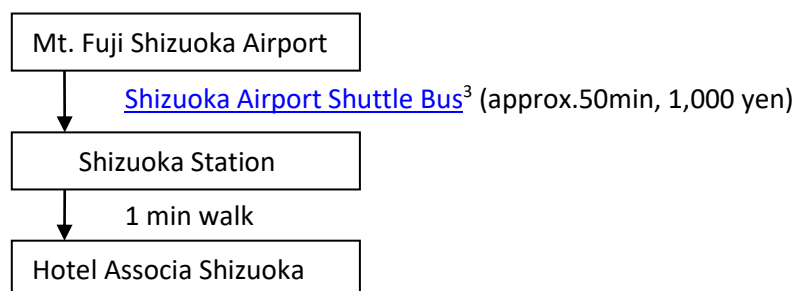 Mt. Fuji Shizuoka Airport
Shizuoka Airport Shuttle Bus³ (approx.50min, 1,000 yen)
Shizuoka Station
1 min walk
Hotel Associa Shizuoka